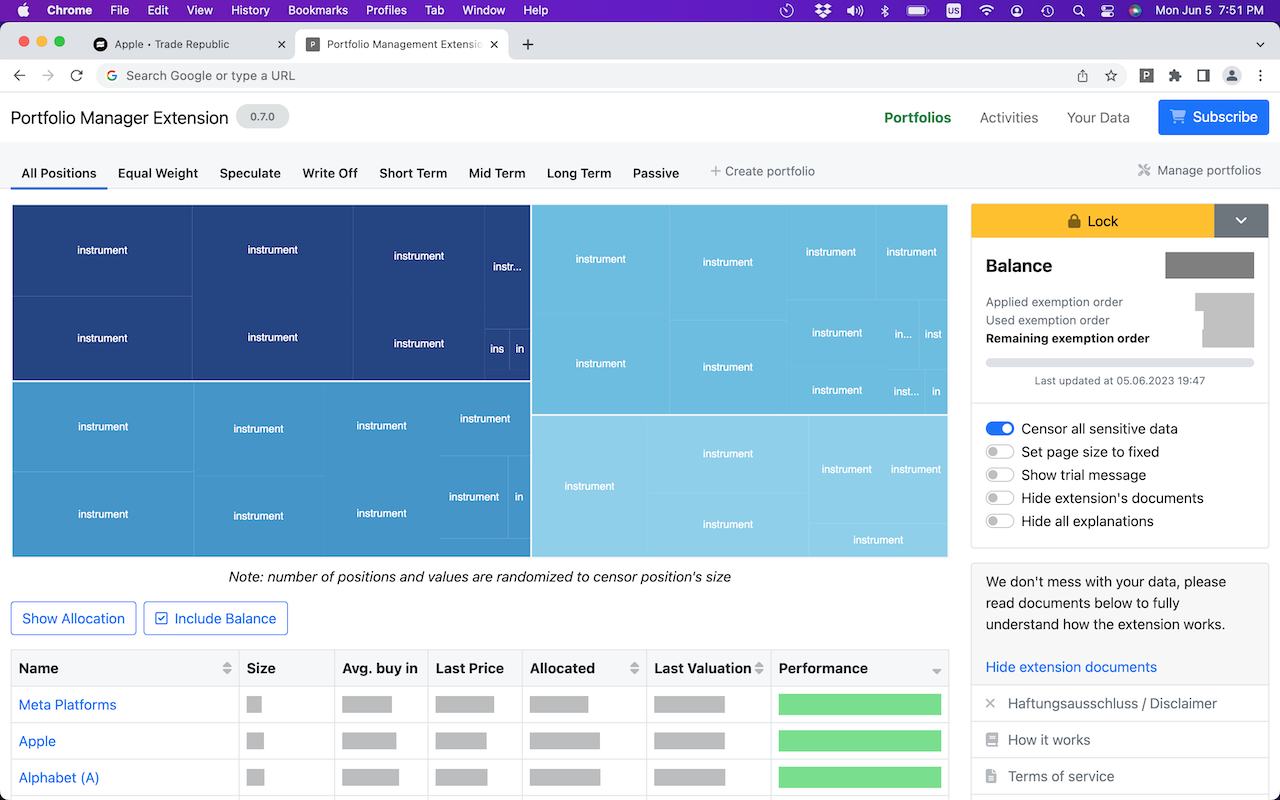 Chrome File Edit View History Bookmarks Profiles Tab Window Help US Mon Jun 5 7:51 PM
Apple • Trade Republic P Portfolio Management Extensio
G Search Google or type a URL P
Portfolio Manager Extension 0.7.0 Portfolios Activities Your Data Subscribe
All Positions Equal Weight Speculate Write Off Short Term Mid Term Long Term Passive Create portfolio Manage portfolios
instrument instrument instrument instr...
instrument instrument instrument ins in
instrument instrument instrument instrument
instrument instrument in... inst
instrument instrument instrument inst... in
instrument instrument instrument instrument
instrument instrument instrument instrument in
instrument instrument instrument instrument
instrument instrument
Note: number of positions and values are randomized to censor position's size
Show Allocation Include Balance
Name Size Avg. buy in Last Price Allocated Last Valuation Performance
Meta Platforms
Apple
Alphabet (A)
Lock
Balance
Applied exemption order
Used exemption order
Remaining exemption order
Last updated at 05.06.2023 19:47
Censor all sensitive data
Set page size to fixed
Show trial message
Hide extension's documents
Hide all explanations
We don't mess with your data, please
read documents below to fully
understand how the extension works.
Hide extension documents
Haftungsausschluss / Disclaimer
How it works
Terms of service